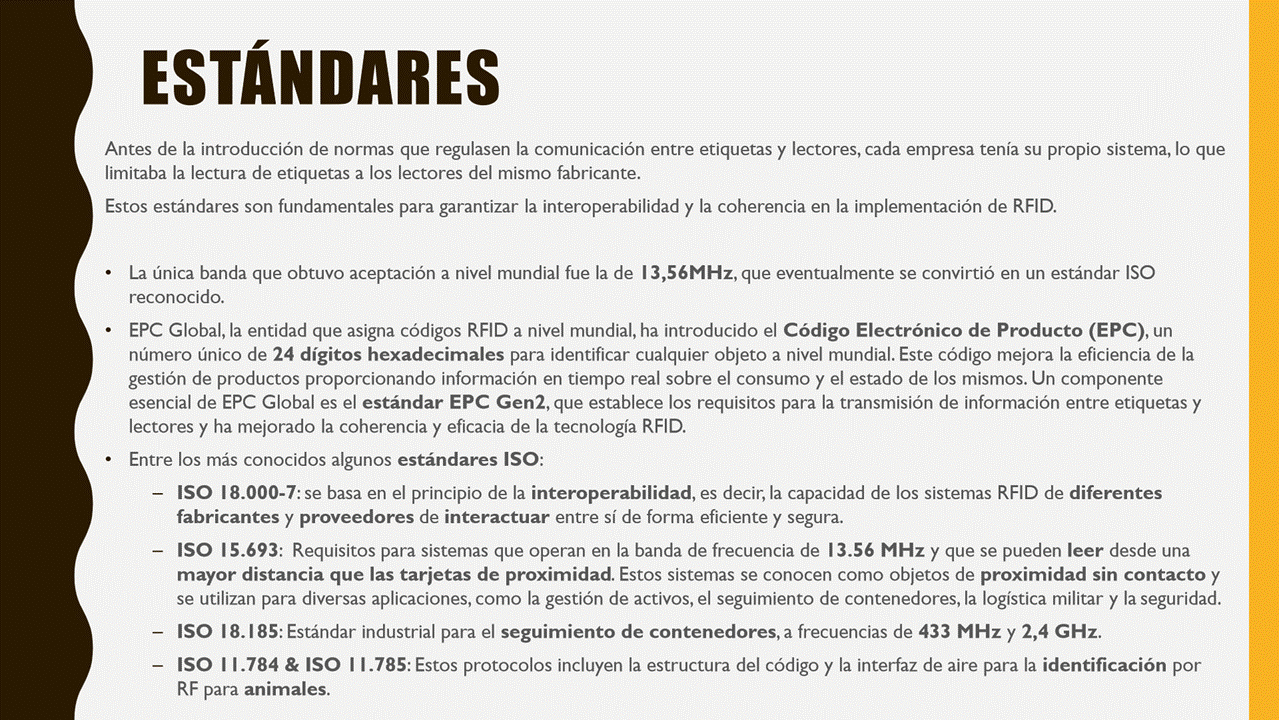 ESTÁNDARES
Antes de la introducción de normas que regulasen la comunicación entre etiquetas y lectores, cada empresa tenía su propio sistema, lo que
limitaba la lectura de etiquetas a los lectores del mismo fabricante.
Estos estándares son fundamentales para garantizar la interoperabilidad y la coherencia en la implementación de RFID.
• La única banda que obtuvo aceptación a nivel mundial fue la de 13,56MHz, que eventualmente se convirtió en un estándar ISO
reconocido.
• EPC Global, la entidad que asigna códigos RFID a nivel mundial, ha introducido el Código Electrónico de Producto (EPC), un
número único de 24 dígitos hexadecimales para identificar cualquier objeto a nivel mundial. Este código mejora la eficiencia de la
gestión de productos proporcionando información en tiempo real sobre el consumo y el estado de los mismos. Un componente
esencial de EPC Global es el estándar EPC Gen2, que establece los requisitos para la transmisión de información entre etiquetas y
lectores y ha mejorado la coherencia y eficacia de la tecnología RFID.
• Entre los más conocidos algunos estándares ISO:
– ISO 18.000-7: se basa en el principio de la interoperabilidad, es decir, la capacidad de los sistemas RFID de diferentes
fabricantes y proveedores de interactuar entre sí de forma eficiente y segura.
– ISO 15.693: Requisitos para sistemas que operan en la banda de frecuencia de 13.56 MHz y que se pueden leer desde una
mayor distancia que las tarjetas de proximidad. Estos sistemas se conocen como objetos de proximidad sin contacto y
se utilizan para diversas aplicaciones, como la gestión de activos, el seguimiento de contenedores, la logística militar y la seguridad.
– ISO 18.185: Estándar industrial para el seguimiento de contenedores, a frecuencias de 433 MHz y 2,4 GHz.
– ISO 11.784 & ISO 11.785: Estos protocolos incluyen la estructura del código y la interfaz de aire para la identificación por
RF para animales.